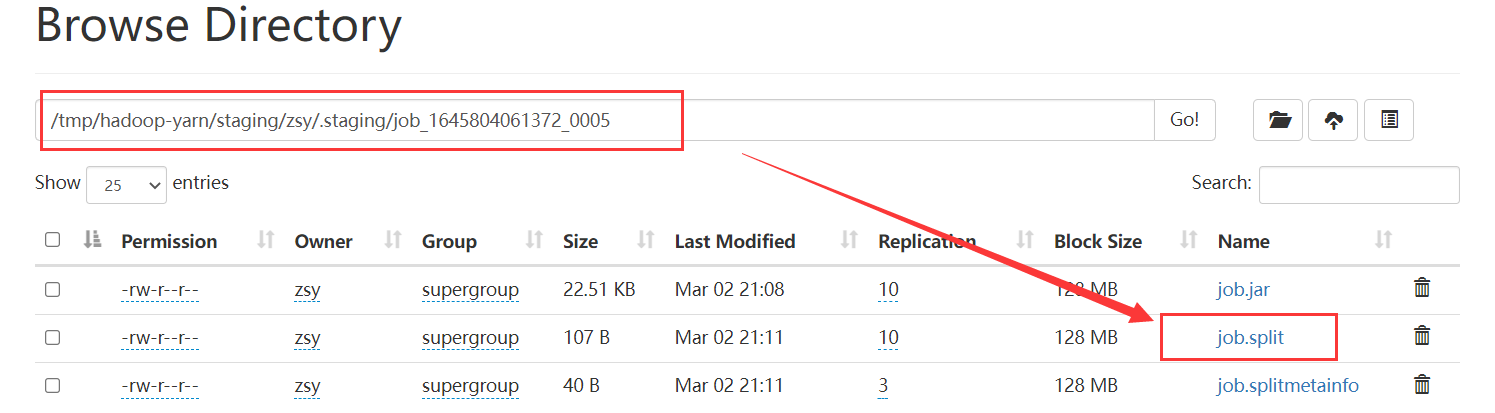 Browse Directory
/tmp/hadoop-yarn/staging/zsy/.staging/job_1645804061372_0005 Go!
Show 25 entries Search:
Permission Owner Group Size Last Modified Replication Block Size Name
-rw-r--r-- zsy supergroup 22.51 KB Mar 02 21:08 10 128 MB job.jar
-rw-r--r-- zsy supergroup 107 B Mar 02 21:11 10 128 MB job.split
-rw-r--r-- zsy supergroup 40 B Mar 02 21:11 3 128 MB job.splitmetainfo